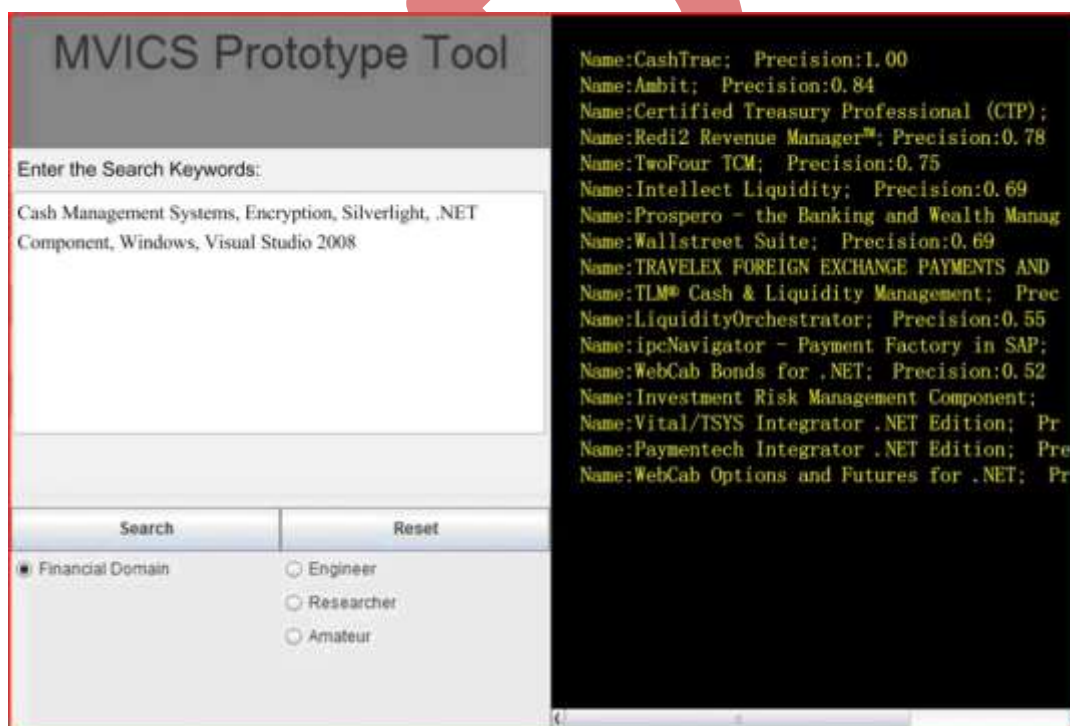 MVICS Prototype Tool
Enter the Search Keywords:
Cash Management Systems, Encryption, Silverlight, .NET
Component, Windows, Visual Studio 2008
Search
Reset
Financial Domain
Engineer
Researcher
Amateur
Name:CashTrac; Precision:1.00
Name:Ambit; Precision:0.84
Name:Certified Treasury Professional (CTP);
Name:Redi2 Revenue Manager™; Precision:0.78
Name:TwoFour TCM; Precision:0.75
Name:Intellect Liquidity; Precision:0.69
Name:Prospero - the Banking and Wealth Manag
Name:Wallstreet Suite; Precision:0.69
Name:TRAVELEX FOREIGN EXCHANGE PAYMENTS AND
Name:TLM® Cash & Liquidity Management; Prec
Name:LiquidityOrchestrator; Precision:0.55
Name:ipcNavigator - Payment Factory in SAP;
Name:WebCab Bonds for .NET; Precision:0.52
Name:Investment Risk Management Component;
Name:Vital/TSYS Integrator .NET Edition; Pr
Name:Paymentech Integrator .NET Edition; Pre
Name:WebCab Options and Futures for .NET; Pr